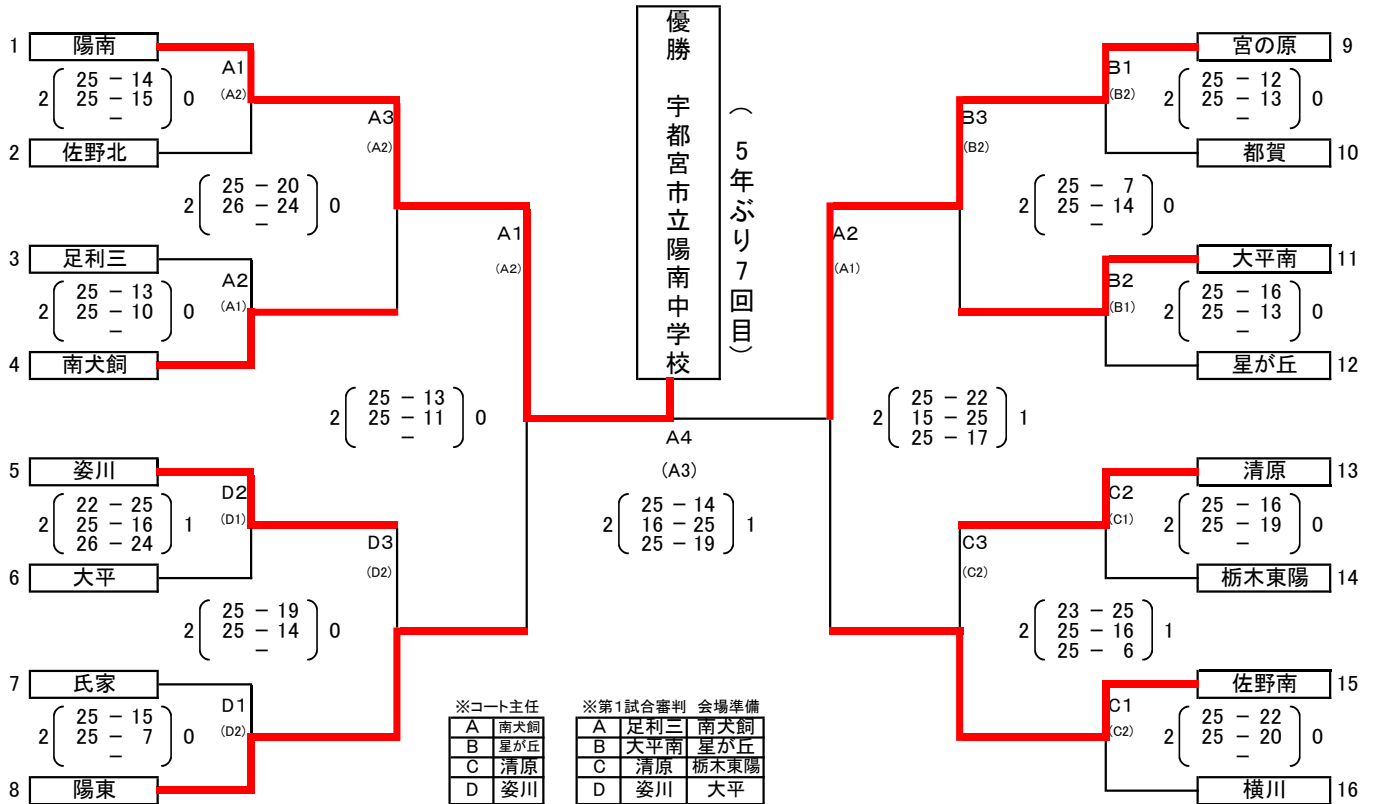 優勝 宇都宮市立陽南中学校
(5年ぶり7回目)
1 陽南
A1
(A2)
2 25 - 14 0
25 - 15
-
2 佐野北
A3
(A2)
2 25 - 20 0
26 - 24
-
3 足利三
A2
(A1)
2 25 - 13 0
25 - 10
-
4 南犬飼
A1
(A2)
2 25 - 13 0
25 - 11
-
5 姿川
D2
(D1)
2 22 - 25 1
25 - 16
26 - 24
6 大平
D3
(D2)
2 25 - 19 0
25 - 14
-
7 氏家
D1
(D2)
2 25 - 15 0
25 - 7
-
8 陽東
A4
(A3)
2 25 - 14 1
16 - 25
25 - 19
宮の原 9
B1
(B2)
2 25 - 12 0
25 - 13
-
都賀 10
B3
(B2)
2 25 - 7 0
25 - 14
-
大平南 11
B2
(B1)
2 25 - 16 0
25 - 13
-
星が丘 12
A2
(A1)
2 25 - 22 1
15 - 25
25 - 17
清原 13
C2
(C1)
2 25 - 16 0
25 - 19
-
栃木東陽 14
C3
(C2)
2 23 - 25 1
25 - 16
25 - 6
佐野南 15
C1
(C2)
2 25 - 22 0
25 - 20
-
横川 16
※コート主任
A 南犬飼
B 星が丘
C 清原
D 姿川
※第1試合審判 会場準備
A 足利三 南犬飼
B 大平南 星が丘
C 清原 栃木東陽
D 姿川 大平